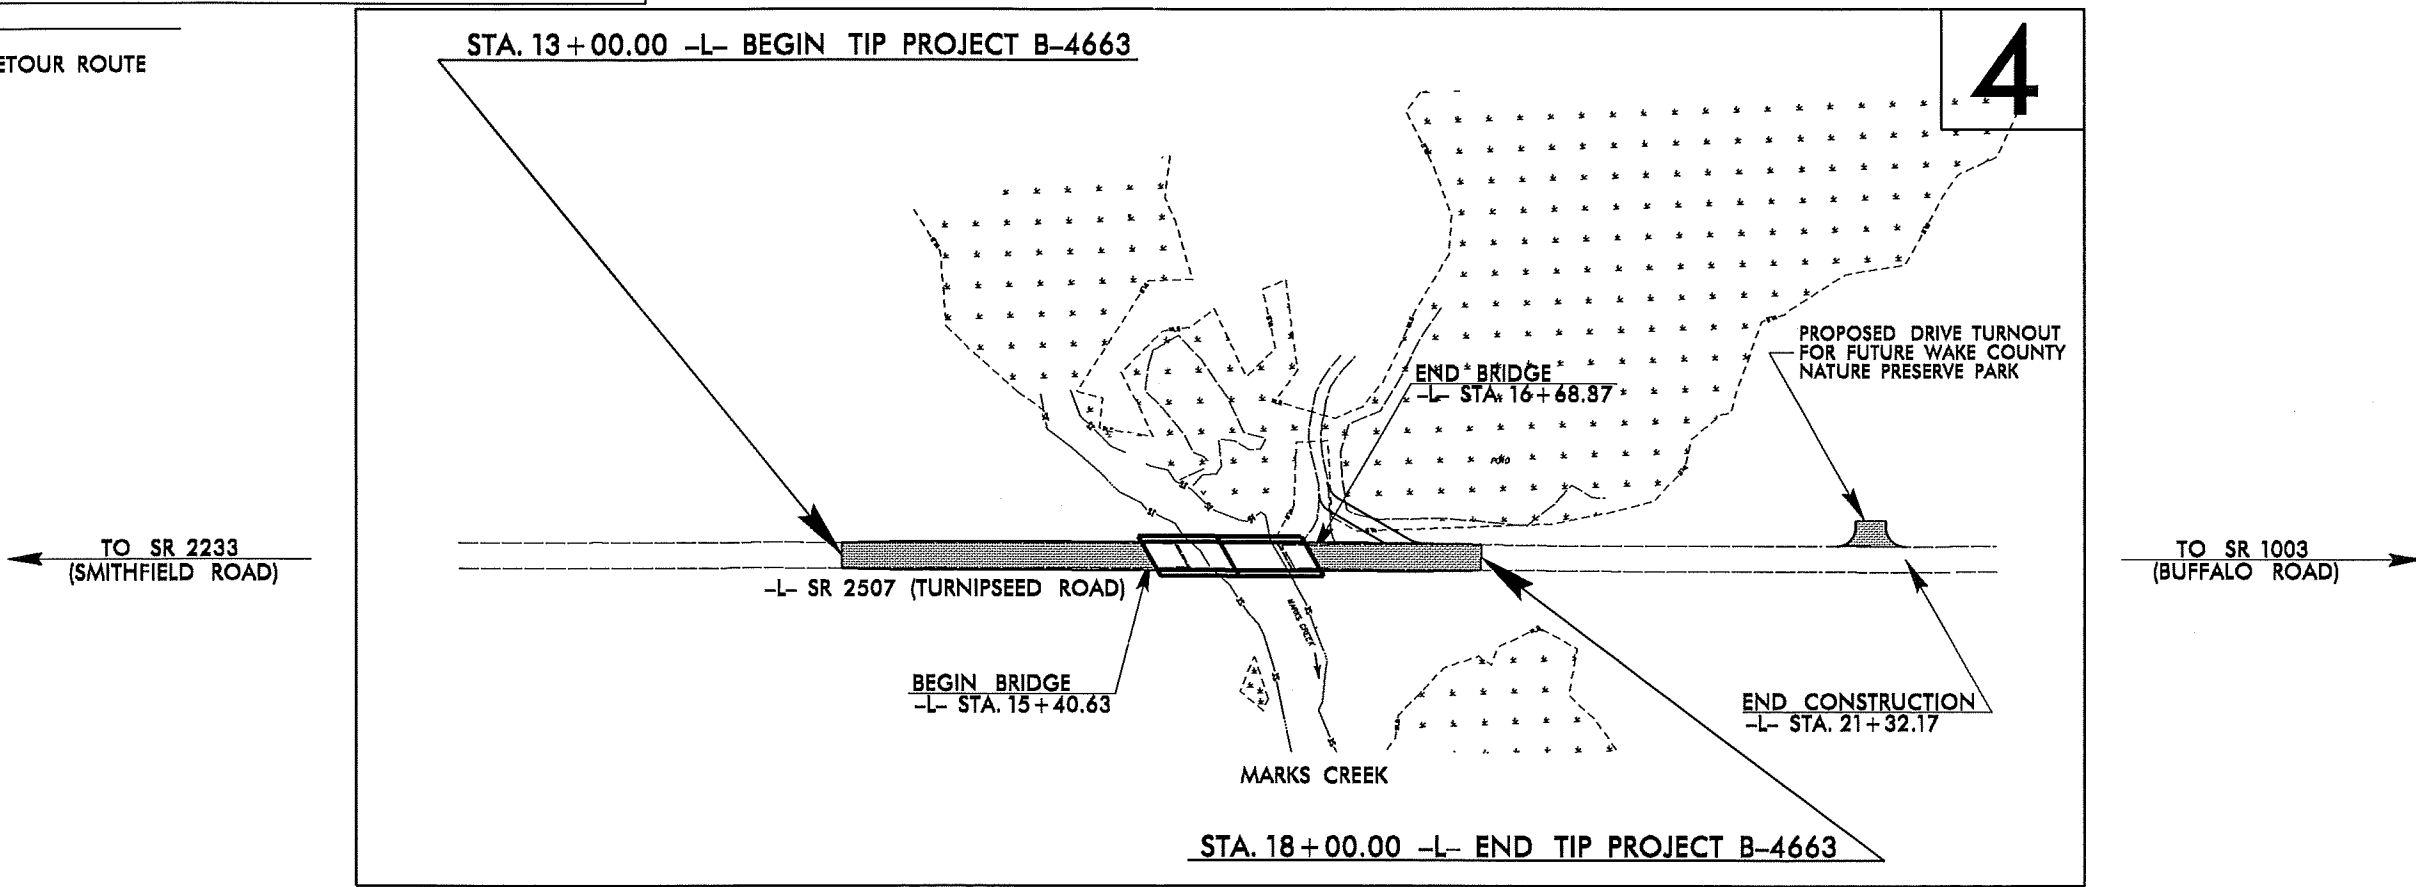 ETOUR ROUTE
STA. 13+00.00 -L- BEGIN TIP PROJECT B-4663
4
PROPOSED DRIVE TURNOUT
FOR FUTURE WAKE COUNTY
NATURE PRESERVE PARK
END BRIDGE
-L- STA. 16+68.87
TO SR 2233
(SMITHFIELD ROAD)
TO SR 1003
(BUFFALO ROAD)
-L- SR 2507 (TURNIPSEED ROAD)
MARKS CREEK
BEGIN BRIDGE
-L- STA. 15+40.63
END CONSTRUCTION
-L- STA. 21+32.17
MARKS CREEK
STA. 18+00.00 -L- END TIP PROJECT B-4663